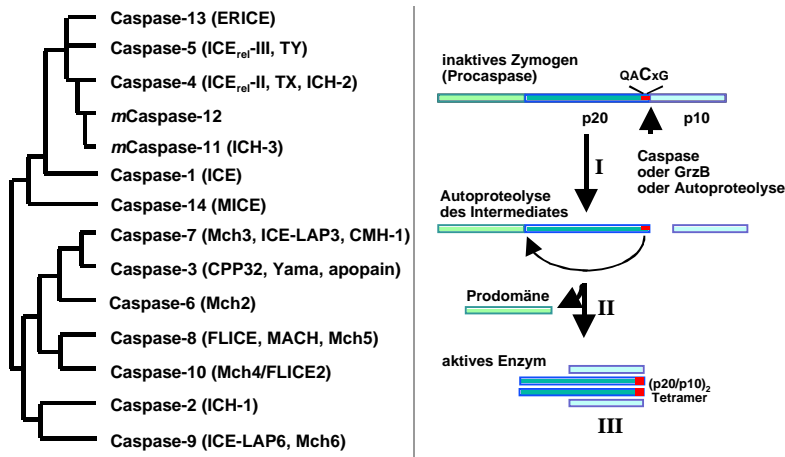 Caspase-13 (ERICE)
Caspase-5 (ICErel-III, TY)
Caspase-4 (ICErel-II, TX, ICH-2)
mCaspase-12
mCaspase-11 (ICH-3)
Caspase-1 (ICE)
Caspase-14 (MICE)
Caspase-7 (Mch3, ICE-LAP3, CMH-1)
Caspase-3 (CPP32, Yama, apopain)
Caspase-6 (Mch2)
Caspase-8 (FLICE, MACH, Mch5)
Caspase-10 (Mch4/FLICE2)
Caspase-2 (ICH-1)
Caspase-9 (ICE-LAP6, Mch6)
inaktives Zymogen
(Procaspase)
QACxG
p20
p10
I
Caspase
oder GrzB
oder Autoproteolyse
Autoproteolyse
des Intermediates
Prodomäne
II
aktives Enzym
(p20/p10)2
Tetramer
III